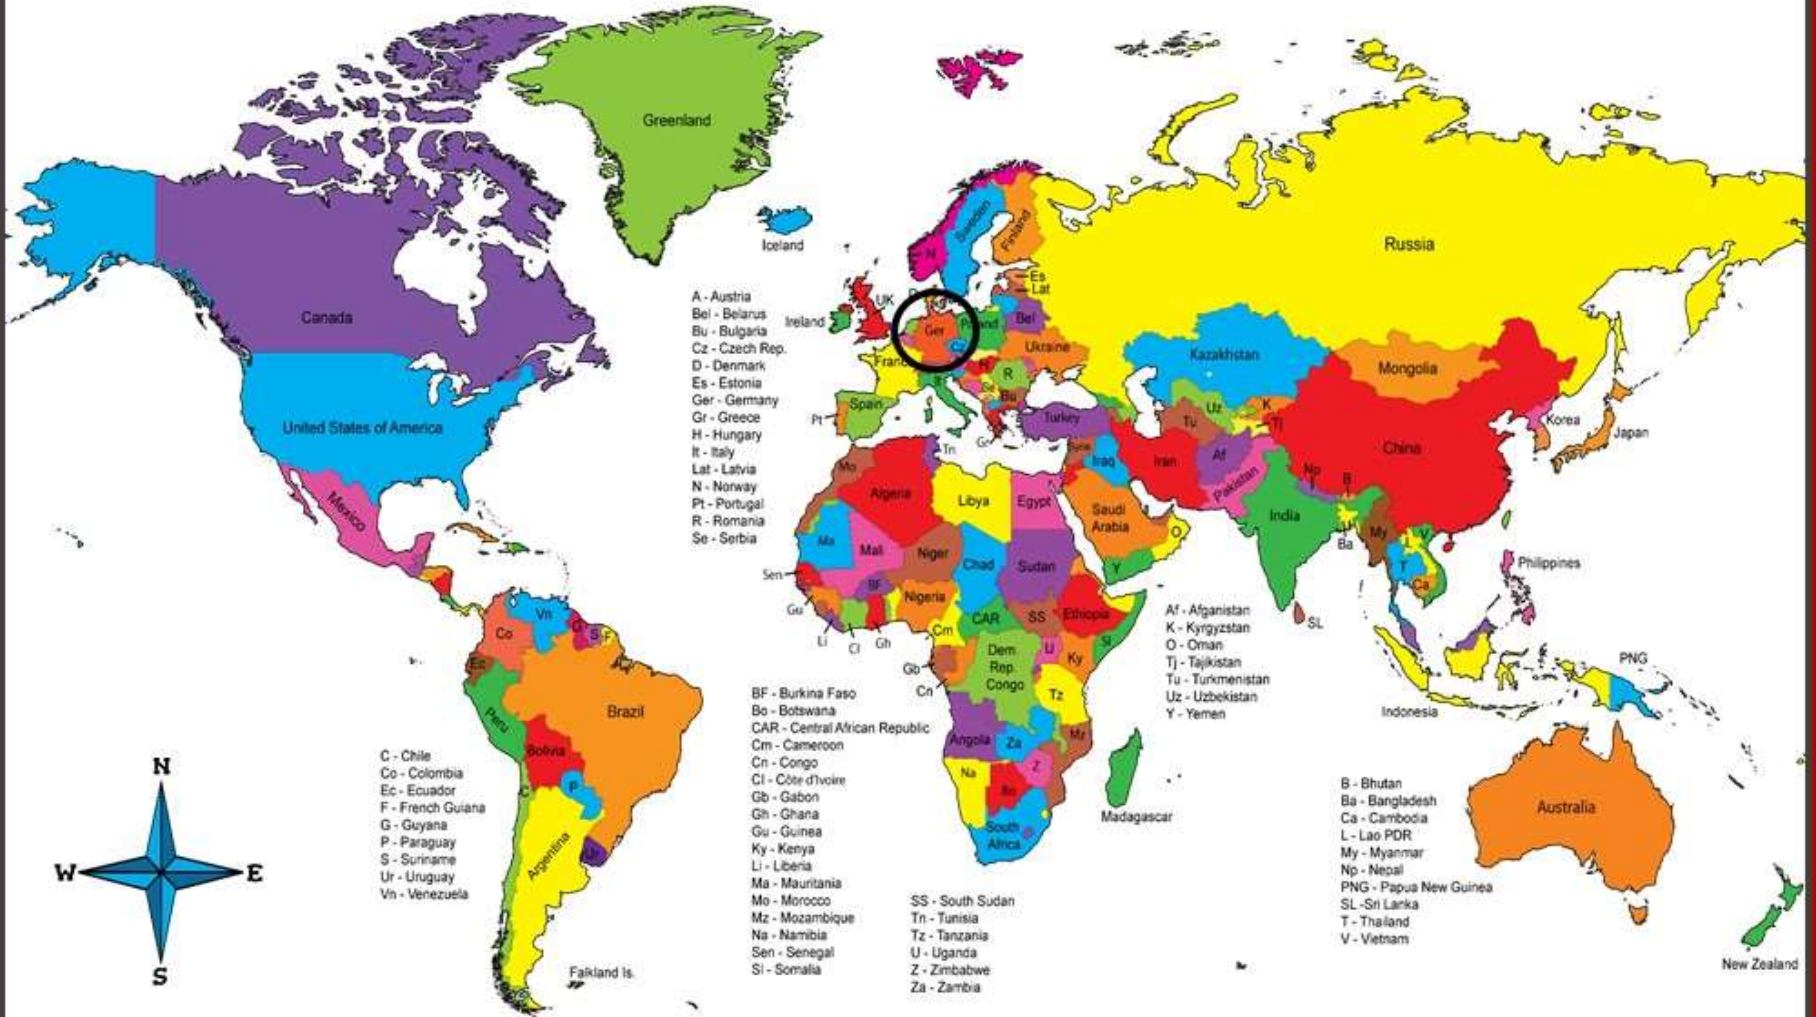 Greenland
Iceland
Canada
United States of America
Mexico
Russia
Sweden
Finland
N
Es
Lat
UK
Ireland
Ger
Poland
Bel
Cz
Ukraine
France
H
R
Se
Bu
It
Spain
Pt
Gr
Turkey
Kazakhstan
Mongolia
Uz
K
Tu
Tj
China
Korea
Japan
Syria
Iraq
Iran
Af
Pakistan
Np
B
India
Ba
My
L
V
T
Ca
Philippines
SL
Saudi
Arabia
O
Y
Tn
Mo
Algeria
Libya
Egypt
Ma
Mali
Niger
Chad
Sudan
Sen
BF
Gu
Nigeria
Li
CI
Gh
Cm
CAR
SS
Ethiopia
Sl
Gb
Cn
Dem.
Rep.
Congo
U
Ky
Tz
Angola
Za
Mz
Na
Z
Bo
South
Africa
Madagascar
Indonesia
PNG
Australia
New Zealand
Co
Vn
G
S
F
Ec
Peru
Brazil
Bolivia
P
C
Argentina
Ur
Falkland Is.
A - Austria
Bel - Belarus
Bu - Bulgaria
Cz - Czech Rep.
D - Denmark
Es - Estonia
Ger - Germany
Gr - Greece
H - Hungary
It - Italy
Lat - Latvia
N - Norway
Pt - Portugal
R - Romania
Se - Serbia
Af - Afganistan
K - Kyrgyzstan
O - Oman
Tj - Tajikistan
Tu - Turkmenistan
Uz - Uzbekistan
Y - Yemen
C - Chile
Co - Colombia
Ec - Ecuador
F - French Guiana
G - Guyana
P - Paraguay
S - Suriname
Ur - Uruguay
Vn - Venezuela
BF - Burkina Faso
Bo - Botswana
CAR - Central African Republic
Cm - Cameroon
Cn - Congo
CI - Côte d'Ivoire
Gb - Gabon
Gh - Ghana
Gu - Guinea
Ky - Kenya
Li - Liberia
Ma - Mauritania
Mo - Morocco
Mz - Mozambique
Na - Namibia
Sen - Senegal
Sl - Somalia
SS - South Sudan
Tn - Tunisia
Tz - Tanzania
U - Uganda
Z - Zimbabwe
Za - Zambia
B - Bhutan
Ba - Bangladesh
Ca - Cambodia
L - Lao PDR
My - Myanmar
Np - Nepal
PNG - Papua New Guinea
SL -Sri Lanka
T - Thailand
V - Vietnam
N
W
E
S